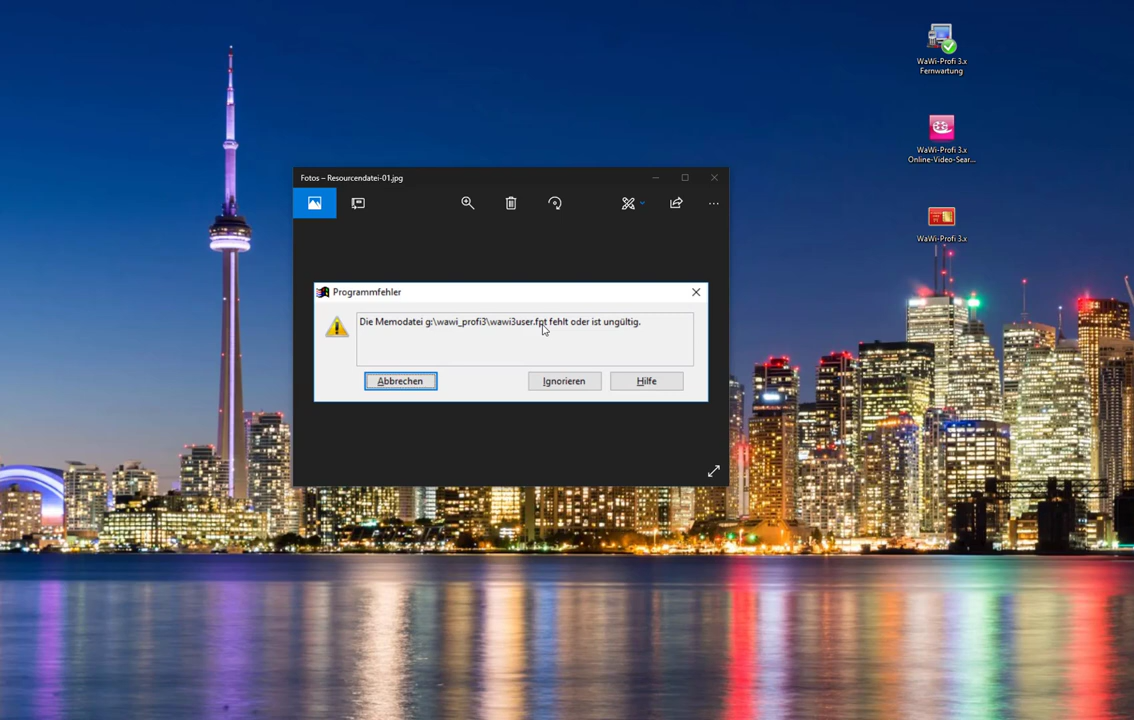 WaWi-Profi 3.x
Fernwartung
WaWi-Profi 3.x
Online-Video-Sear...
WaWi-Profi 3.x
Fotos – Resourcendatei-01.jpg
Programmfehler
Die Memodatei g:\wawi_profi3\wawi3user.fpt fehlt oder ist ungültig.
Abbrechen
Ignorieren
Hilfe